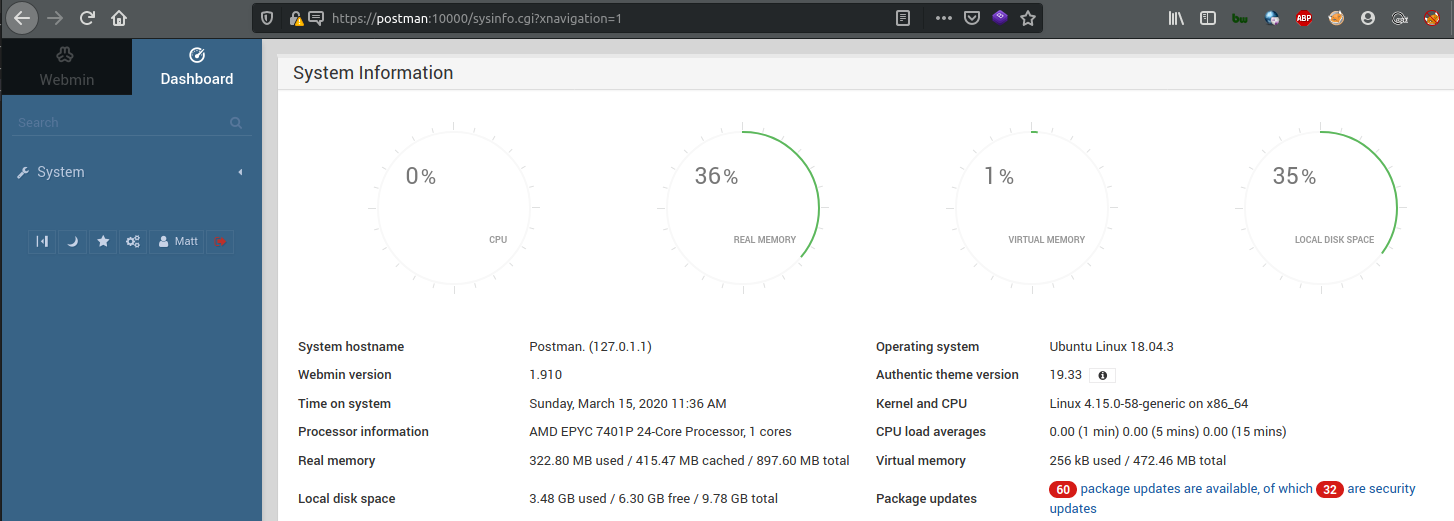 https://postman:10000/sysinfo.cgi?xnavigation=1
Webmin
Dashboard
Search
System
Matt
System Information
0%
CPU
36%
REAL MEMORY
1%
VIRTUAL MEMORY
35%
LOCAL DISK SPACE
System hostname Postman. (127.0.1.1) Operating system Ubuntu Linux 18.04.3
Webmin version 1.910 Authentic theme version 19.33
Time on system Sunday, March 15, 2020 11:36 AM Kernel and CPU Linux 4.15.0-58-generic on x86_64
Processor information AMD EPYC 7401P 24-Core Processor, 1 cores CPU load averages 0.00 (1 min) 0.00 (5 mins) 0.00 (15 mins)
Real memory 322.80 MB used / 415.47 MB cached / 897.60 MB total Virtual memory 256 kB used / 472.46 MB total
Local disk space 3.48 GB used / 6.30 GB free / 9.78 GB total Package updates 60 package updates are available, of which 32 are security
updates
ABP